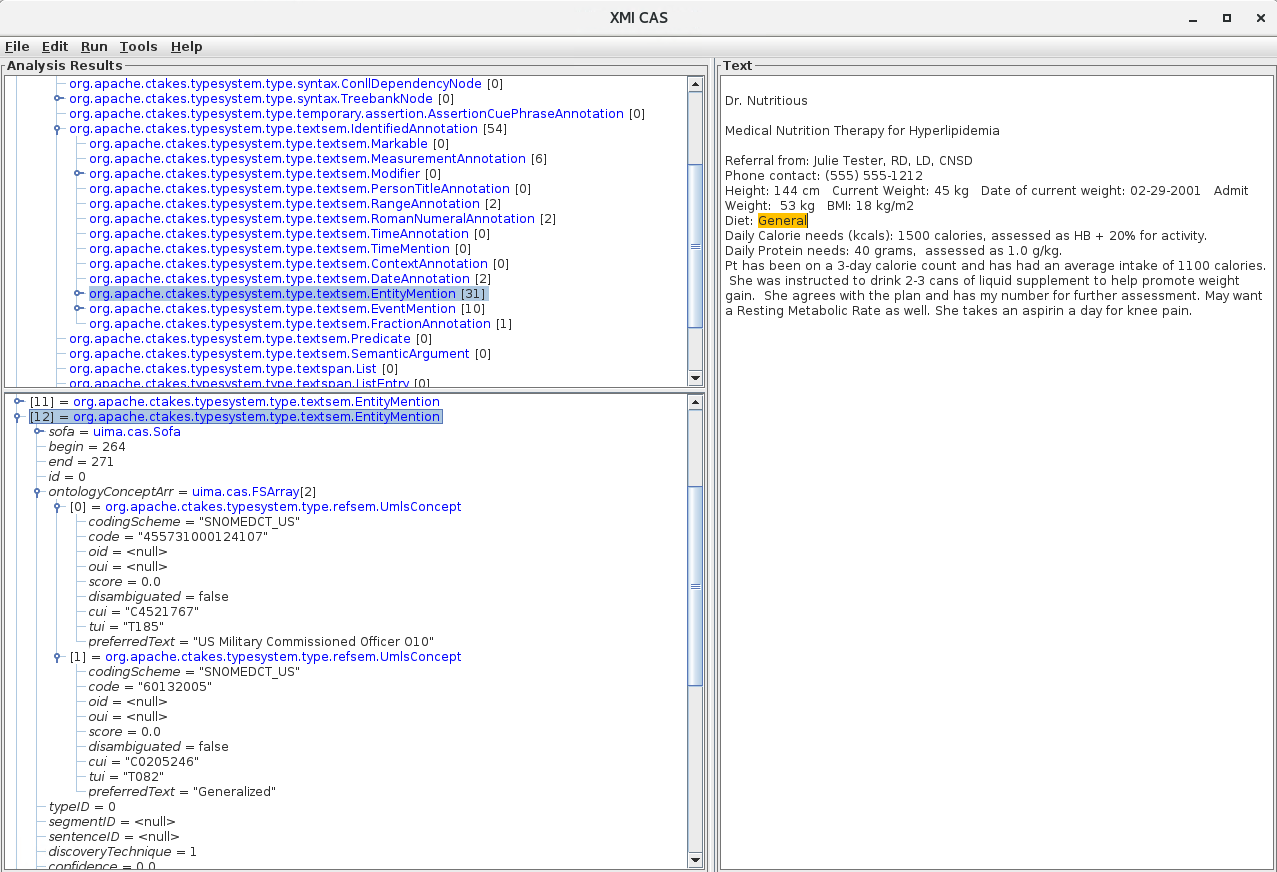 XMI CAS
File Edit Run Tools Help
Analysis Results
org.apache.ctakes.typesystem.type.syntax.ConllDependencyNode [0]
org.apache.ctakes.typesystem.type.syntax.TreebankNode [0]
org.apache.ctakes.typesystem.type.temporary.assertion.AssertionCuePhraseAnnotation [0]
org.apache.ctakes.typesystem.type.textsem.IdentifiedAnnotation [54]
org.apache.ctakes.typesystem.type.textsem.Markable [0]
org.apache.ctakes.typesystem.type.textsem.MeasurementAnnotation [6]
org.apache.ctakes.typesystem.type.textsem.Modifier [0]
org.apache.ctakes.typesystem.type.textsem.PersonTitleAnnotation [0]
org.apache.ctakes.typesystem.type.textsem.RangeAnnotation [2]
org.apache.ctakes.typesystem.type.textsem.RomanNumeralAnnotation [2]
org.apache.ctakes.typesystem.type.textsem.TimeAnnotation [0]
org.apache.ctakes.typesystem.type.textsem.TimeMention [0]
org.apache.ctakes.typesystem.type.textsem.ContextAnnotation [0]
org.apache.ctakes.typesystem.type.textsem.DateAnnotation [2]
org.apache.ctakes.typesystem.type.textsem.EntityMention [31]
org.apache.ctakes.typesystem.type.textsem.EventMention [10]
org.apache.ctakes.typesystem.type.textsem.FractionAnnotation [1]
org.apache.ctakes.typesystem.type.textsem.Predicate [0]
org.apache.ctakes.typesystem.type.textsem.SemanticArgument [0]
org.apache.ctakes.typesystem.type.textspan.List [0]
org.apache.ctakes.typesystem.type.textspan.ListEntry [0]
[11] = org.apache.ctakes.typesystem.type.textsem.EntityMention
[12] = org.apache.ctakes.typesystem.type.textsem.EntityMention
sofa = uima.cas.Sofa
begin = 264
end = 271
id = 0
ontologyConceptArr = uima.cas.FSArray[2]
[0] = org.apache.ctakes.typesystem.type.refsem.UmlsConcept
codingScheme = "SNOMEDCT_US"
code = "455731000124107"
oid = <null>
oui = <null>
score = 0.0
disambiguated = false
cui = "C4521767"
tui = "T185"
preferredText = "US Military Commissioned Officer O10"
[1] = org.apache.ctakes.typesystem.type.refsem.UmlsConcept
codingScheme = "SNOMEDCT_US"
code = "60132005"
oid = <null>
oui = <null>
score = 0.0
disambiguated = false
cui = "C0205246"
tui = "T082"
preferredText = "Generalized"
typeID = 0
segmentID = <null>
sentenceID = <null>
discoveryTechnique = 1
confidence = 0.0
Text
Dr. Nutritious
Medical Nutrition Therapy for Hyperlipidemia
Referral from: Julie Tester, RD, LD, CNSD
Phone contact: (555) 555-1212
Height: 144 cm Current Weight: 45 kg Date of current weight: 02-29-2001 Admit
Weight: 53 kg BMI: 18 kg/m2
Diet: General
Daily Calorie needs (kcals): 1500 calories, assessed as HB + 20% for activity.
Daily Protein needs: 40 grams, assessed as 1.0 g/kg.
Pt has been on a 3-day calorie count and has had an average intake of 1100 calories.
She was instructed to drink 2-3 cans of liquid supplement to help promote weight
gain. She agrees with the plan and has my number for further assessment. May want
a Resting Metabolic Rate as well. She takes an aspirin a day for knee pain.